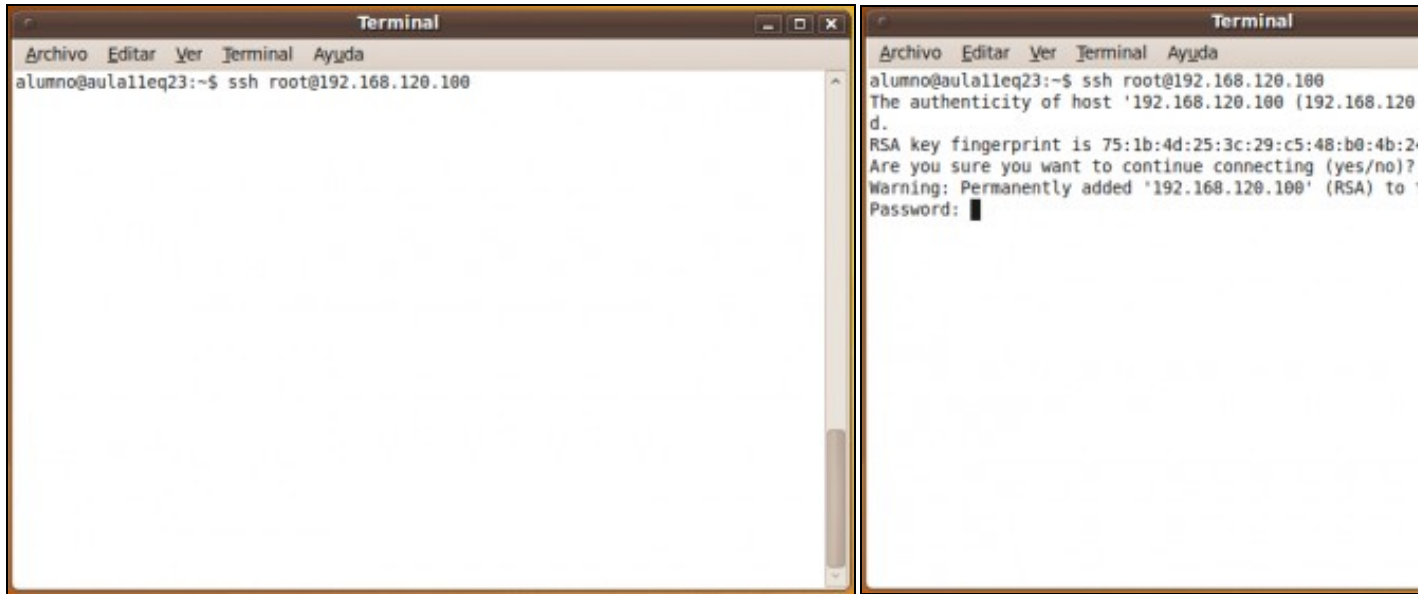 Terminal
Archivo Editar Ver Terminal Ayuda
alumno@aula11eq23:~$ ssh root@192.168.120.100
Terminal
Archivo Editar Ver Terminal Ayuda
alumno@aula11eq23:~$ ssh root@192.168.120.100
The authenticity of host '192.168.120.100 (192.168.120
d.
RSA key fingerprint is 75:1b:4d:25:3c:29:c5:48:b0:4b:24
Are you sure you want to continue connecting (yes/no)?
Warning: Permanently added '192.168.120.100' (RSA) to
Password: